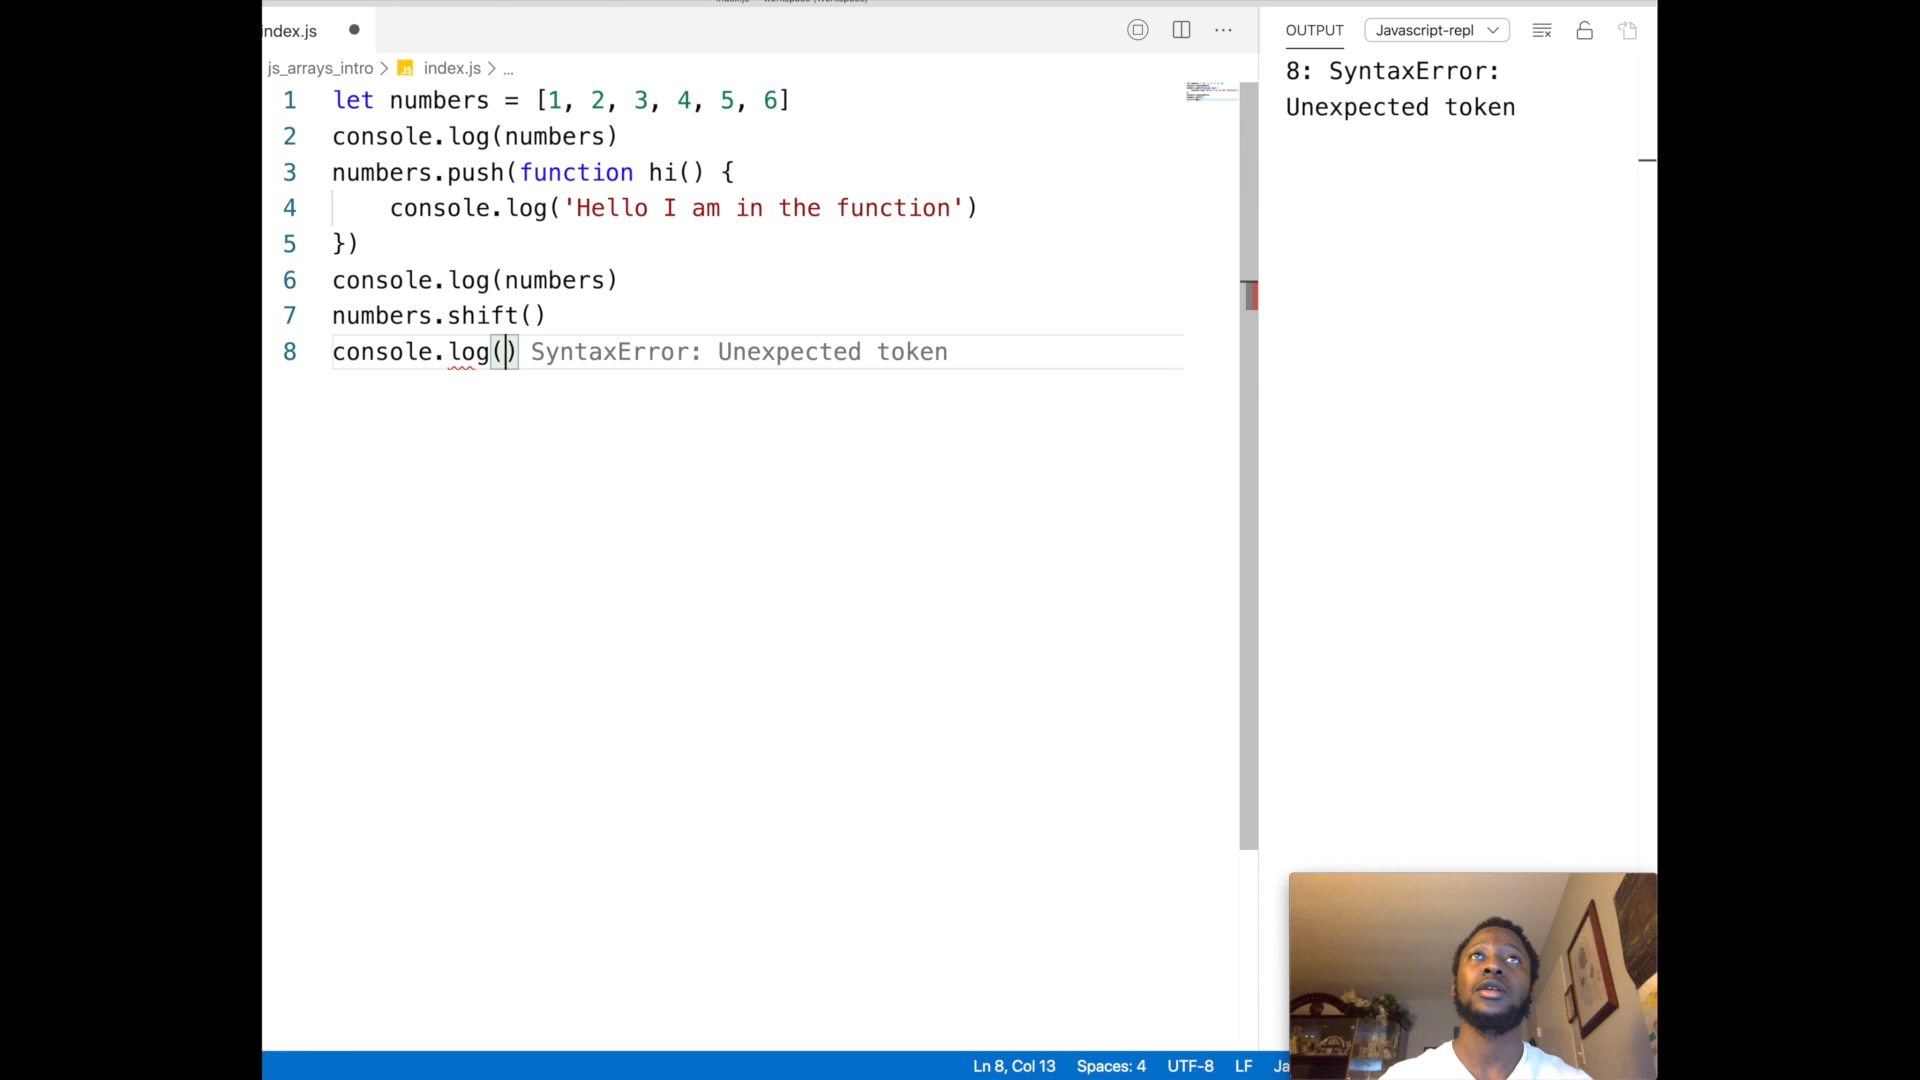 index.js
OUTPUT Javascript-repl
js_arrays_intro > JS index.js > ...
8: SyntaxError:
Unexpected token
1 let numbers = [1, 2, 3, 4, 5, 6]
2 console.log(numbers)
3 numbers.push(function hi() {
4 console.log('Hello I am in the function')
5 })
6 console.log(numbers)
7 numbers.shift()
8 console.log() SyntaxError: Unexpected token
Ln 8, Col 13 Spaces: 4 UTF-8 LF Ja